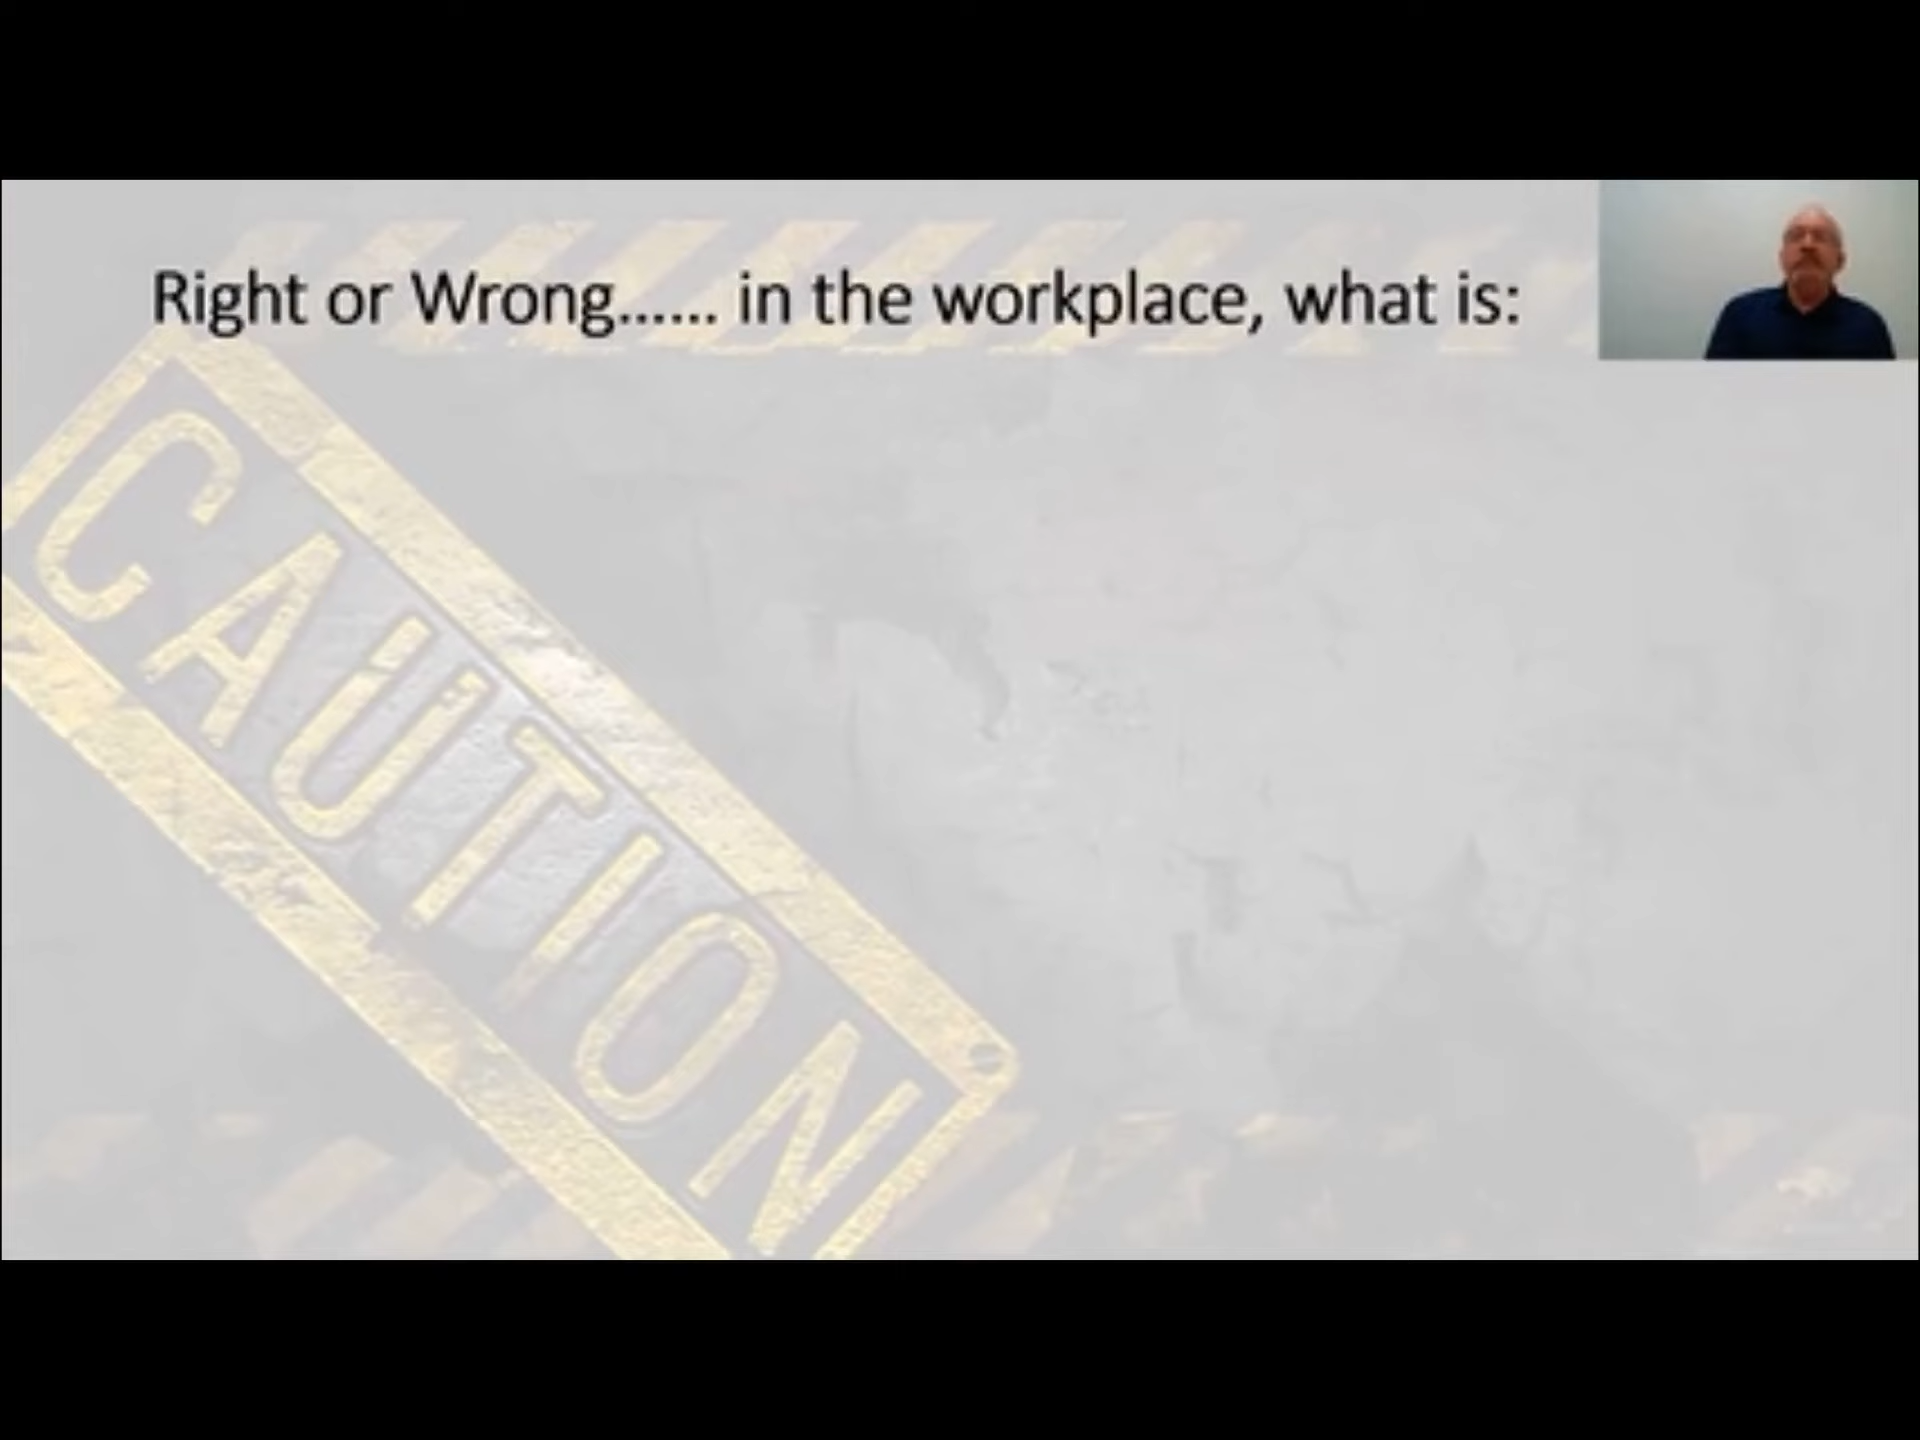 Right or Wrong...... in the workplace, what is:
CAUTION